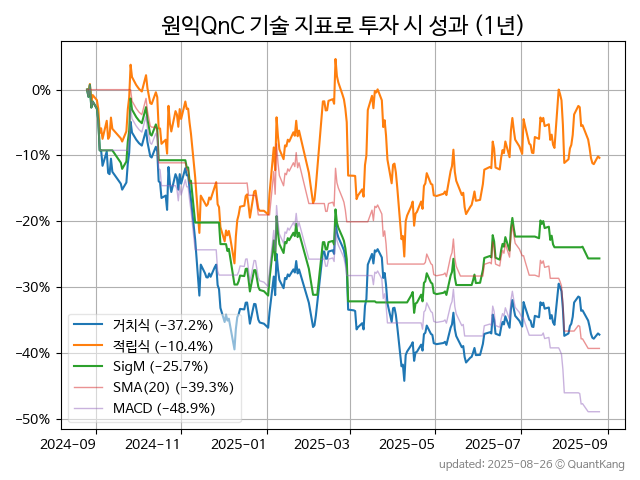 원익QnC 기술 지표로 투자 시 성과 (1년)
0%
−10%
−20%
−30%
−40%
−50%
거치식 (−37.2%)
적립식 (−10.4%)
SigM (−25.7%)
SMA(20) (−39.3%)
MACD (−48.9%)
2024-09 2024-11 2025-01 2025-03 2025-05 2025-07 2025-09
updated: 2025-08-26 © QuantKang